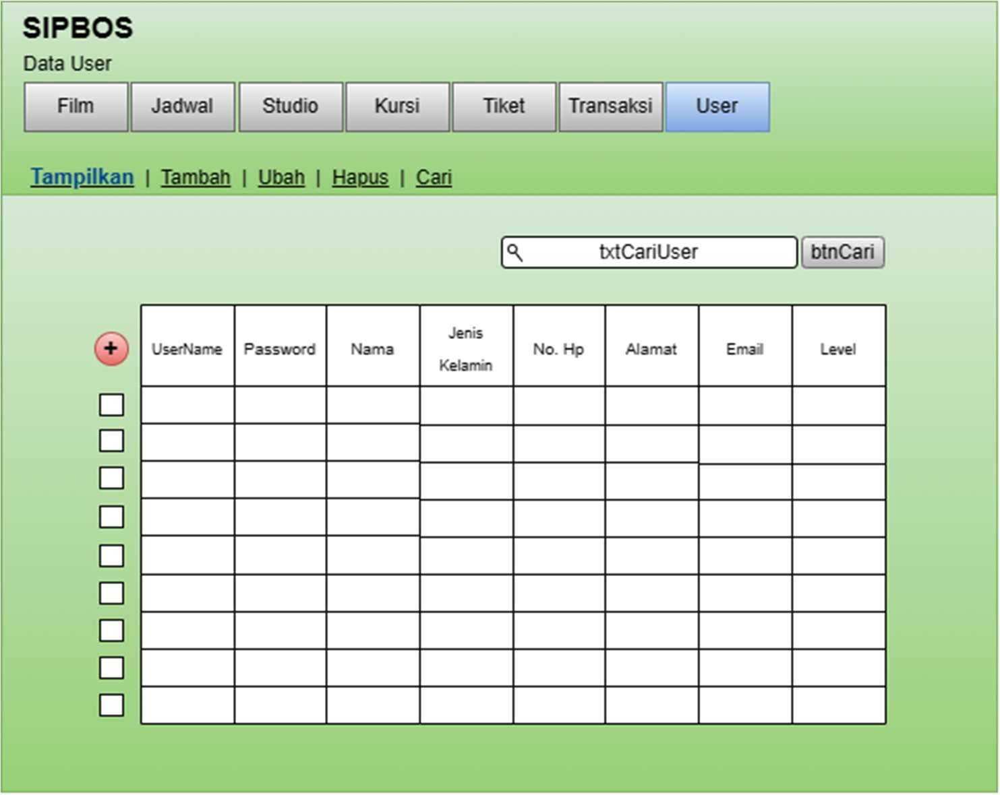 SIPBOS
Data User
Film Jadwal Studio Kursi Tiket Transaksi User
Tampilkan | Tambah | Ubah | Hapus | Cari
txtCariUser btnCari
+ UserName Password Nama Jenis Kelamin No. Hp Alamat Email Level